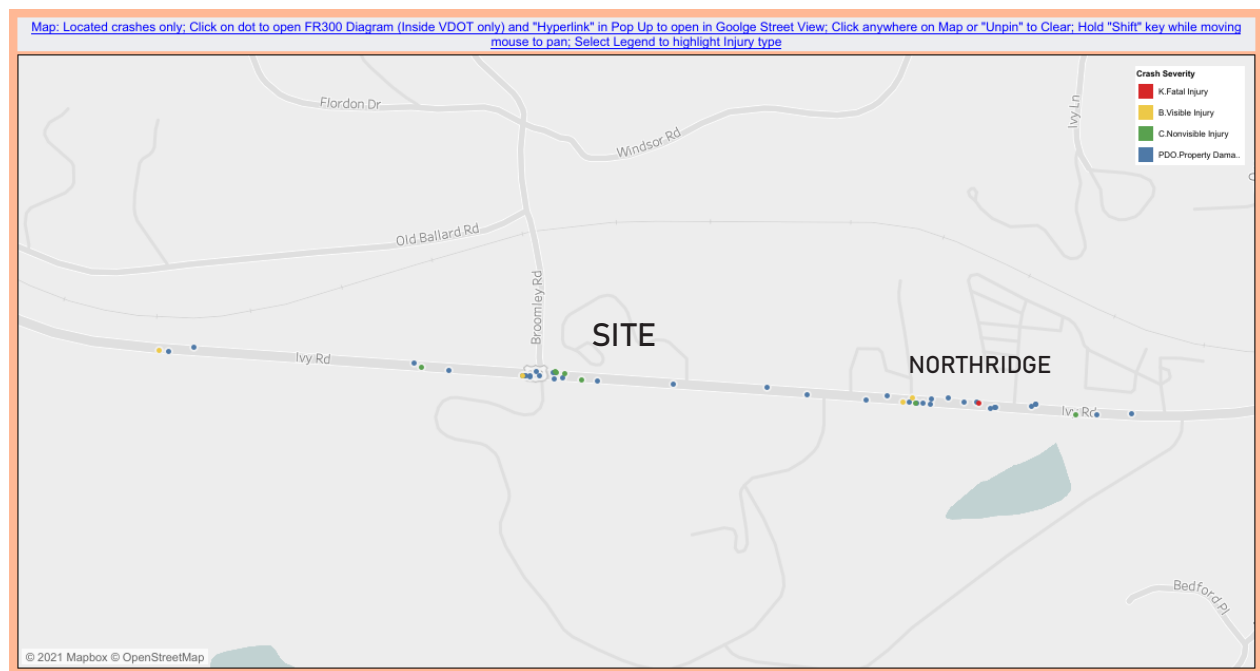 Map: Located crashes only; Click on dot to open FR300 Diagram (Inside VDOT only) and "Hyperlink" in Pop Up to open in Goolge Street View; Click anywhere on Map or "Unpin" to Clear; Hold "Shift" key while moving
mouse to pan; Select Legend to highlight Injury type
Crash Severity
K.Fatal Injury
B.Visible Injury
C.Nonvisible Injury
PDO.Property Dama..
Flordon Dr
Windsor Rd
Ivy Ln
Old Ballard Rd
Broomley Rd
SITE
Ivy Rd
NORTHRIDGE
Ivy Rd
Bedford Pl
© 2021 Mapbox © OpenStreetMap